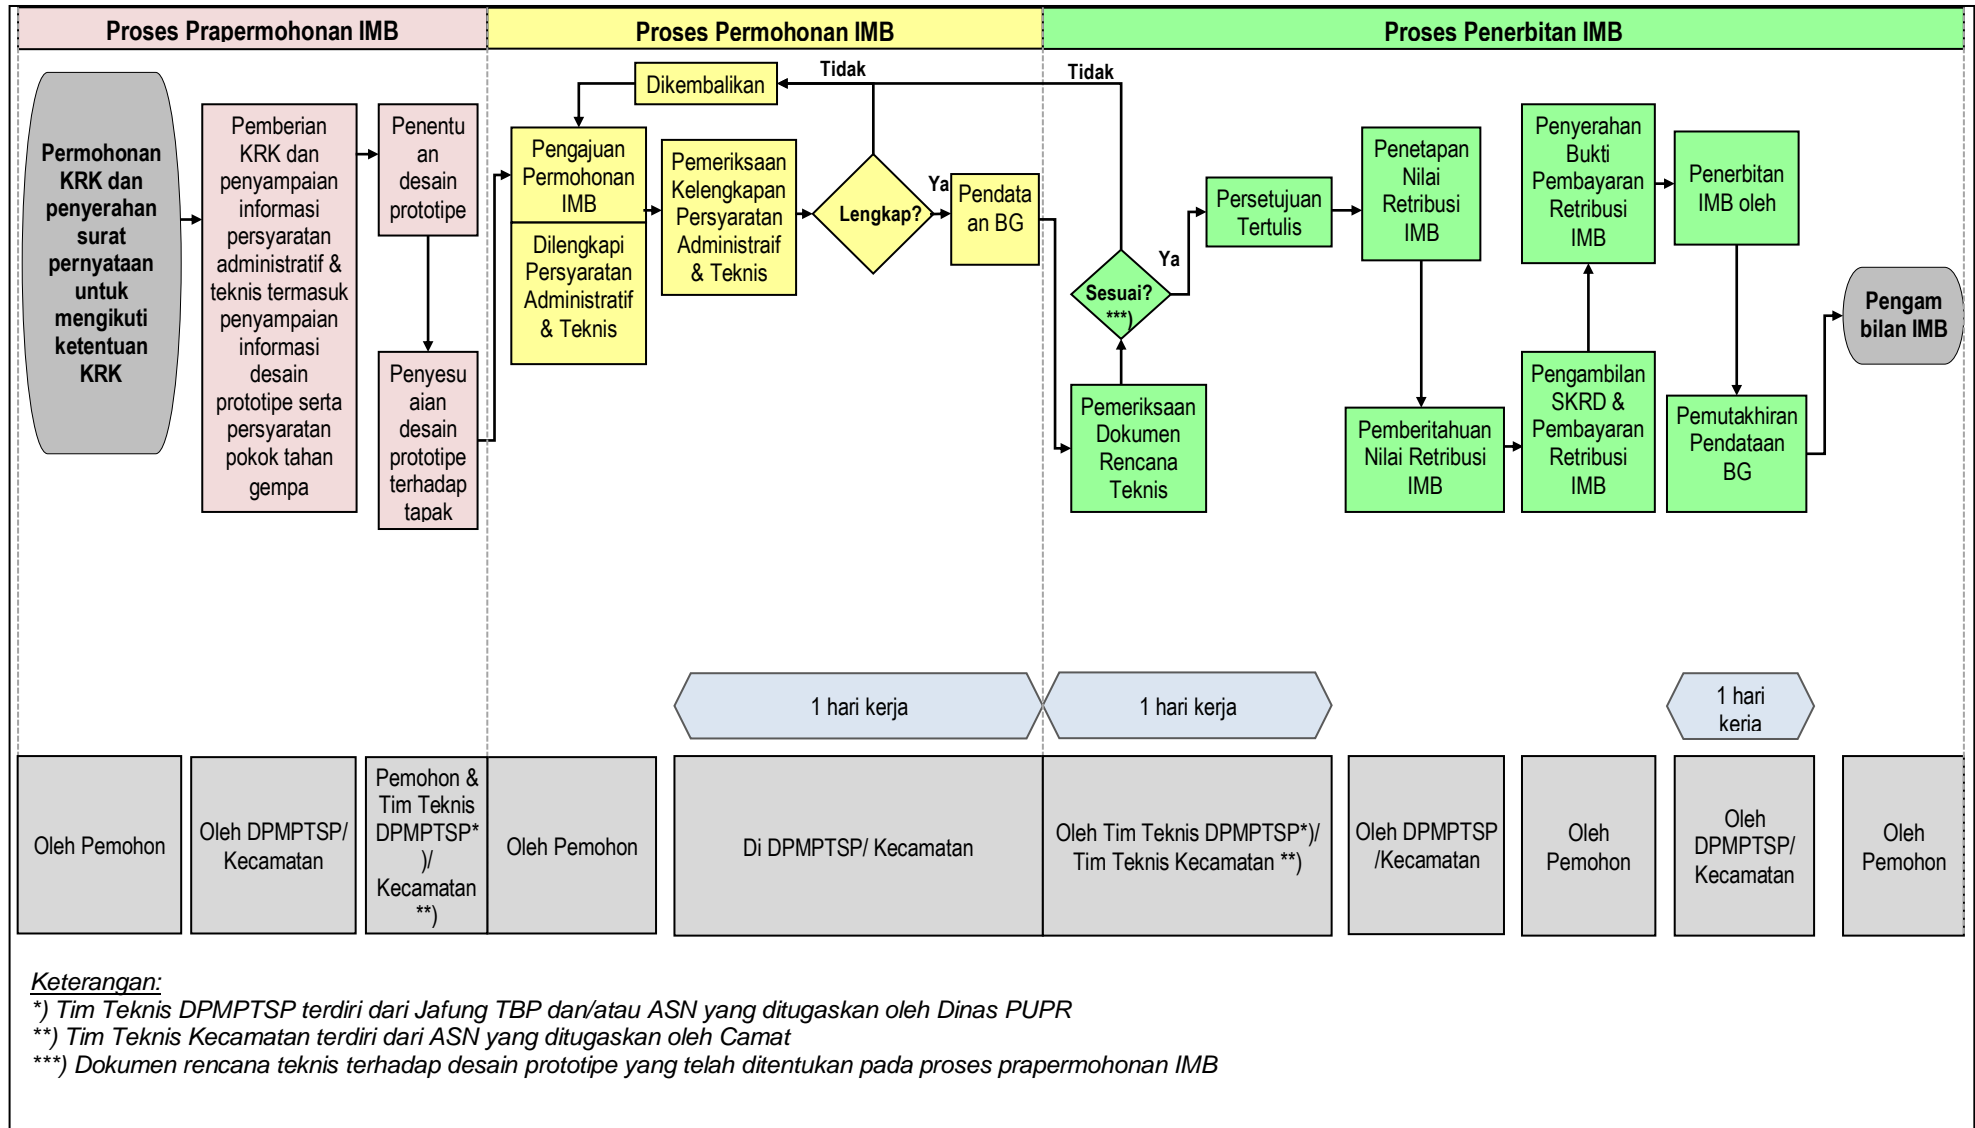 Proses Prapermohonan IMB
Proses Permohonan IMB
Proses Penerbitan IMB
Permohonan
KRK dan
penyerahan
surat
pernyataan
untuk
mengikuti
ketentuan
KRK
Pemberian
KRK dan
penyampaian
informasi
persyaratan
administratif &
teknis termasuk
penyampaian
informasi
desain
prototipe serta
persyaratan
pokok tahan
gempa
Penentu
an
desain
prototipe
Penyesu
aian
desain
prototipe
terhadap
tapak
Dikembalikan
Tidak
Tidak
Pengajuan
Permohonan
IMB
Dilengkapi
Persyaratan
Administratif
& Teknis
Pemeriksaan
Kelengkapan
Persyaratan
Administraif
& Teknis
Lengkap?
Ya
Pendata
an BG
Sesuai?
***)
Ya
Pemeriksaan
Dokumen
Rencana
Teknis
Persetujuan
Tertulis
Penetapan
Nilai
Retribusi
IMB
Pemberitahuan
Nilai Retribusi
IMB
Penyerahan
Bukti
Pembayaran
Retribusi
IMB
Pengambilan
SKRD &
Pembayaran
Retribusi
IMB
Penerbitan
IMB oleh
Pemutakhiran
Pendataan
BG
Pengam
bilan IMB
1 hari kerja
1 hari kerja
1 hari
kerja
Oleh Pemohon
Oleh DPMPTSP/
Kecamatan
Pemohon &
Tim Teknis
DPMPTSP*
)/
Kecamatan
**)
Oleh Pemohon
Di DPMPTSP/ Kecamatan
Oleh Tim Teknis DPMPTSP*)/
Tim Teknis Kecamatan **)
Oleh DPMPTSP
/Kecamatan
Oleh
Pemohon
Oleh
DPMPTSP/
Kecamatan
Oleh
Pemohon
Keterangan:
*) Tim Teknis DPMPTSP terdiri dari Jafung TBP dan/atau ASN yang ditugaskan oleh Dinas PUPR
**) Tim Teknis Kecamatan terdiri dari ASN yang ditugaskan oleh Camat
***) Dokumen rencana teknis terhadap desain prototipe yang telah ditentukan pada proses prapermohonan IMB